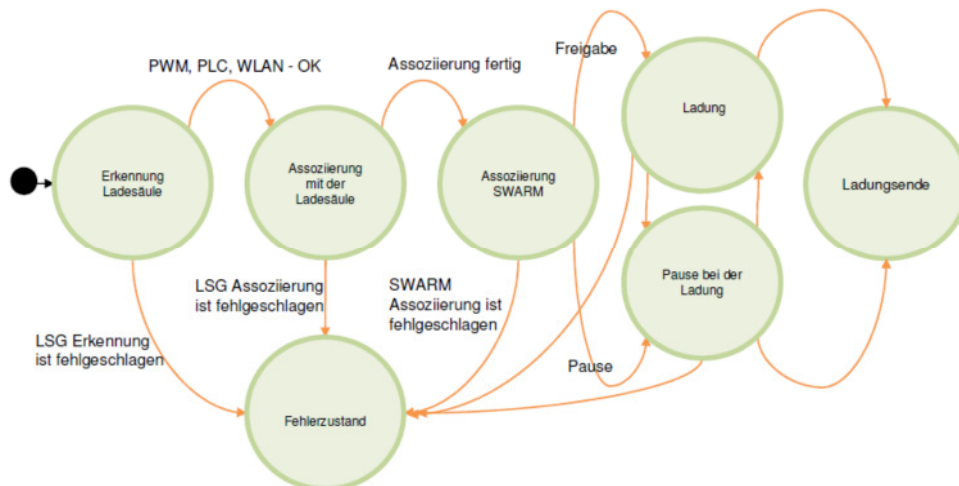 Freigabe
PWM, PLC, WLAN - OK
Assoziierung fertig
Ladung
Erkennung
Ladesäule
Assoziierung
mit der
Ladesäule
Assoziierung
SWARM
Ladungsende
Pause bei der
Ladung
LSG Assoziierung
ist fehlgeschlagen
SWARM
Assoziierung ist
fehlgeschlagen
LSG Erkennung
ist fehlgeschlagen
Pause
Fehlerzustand